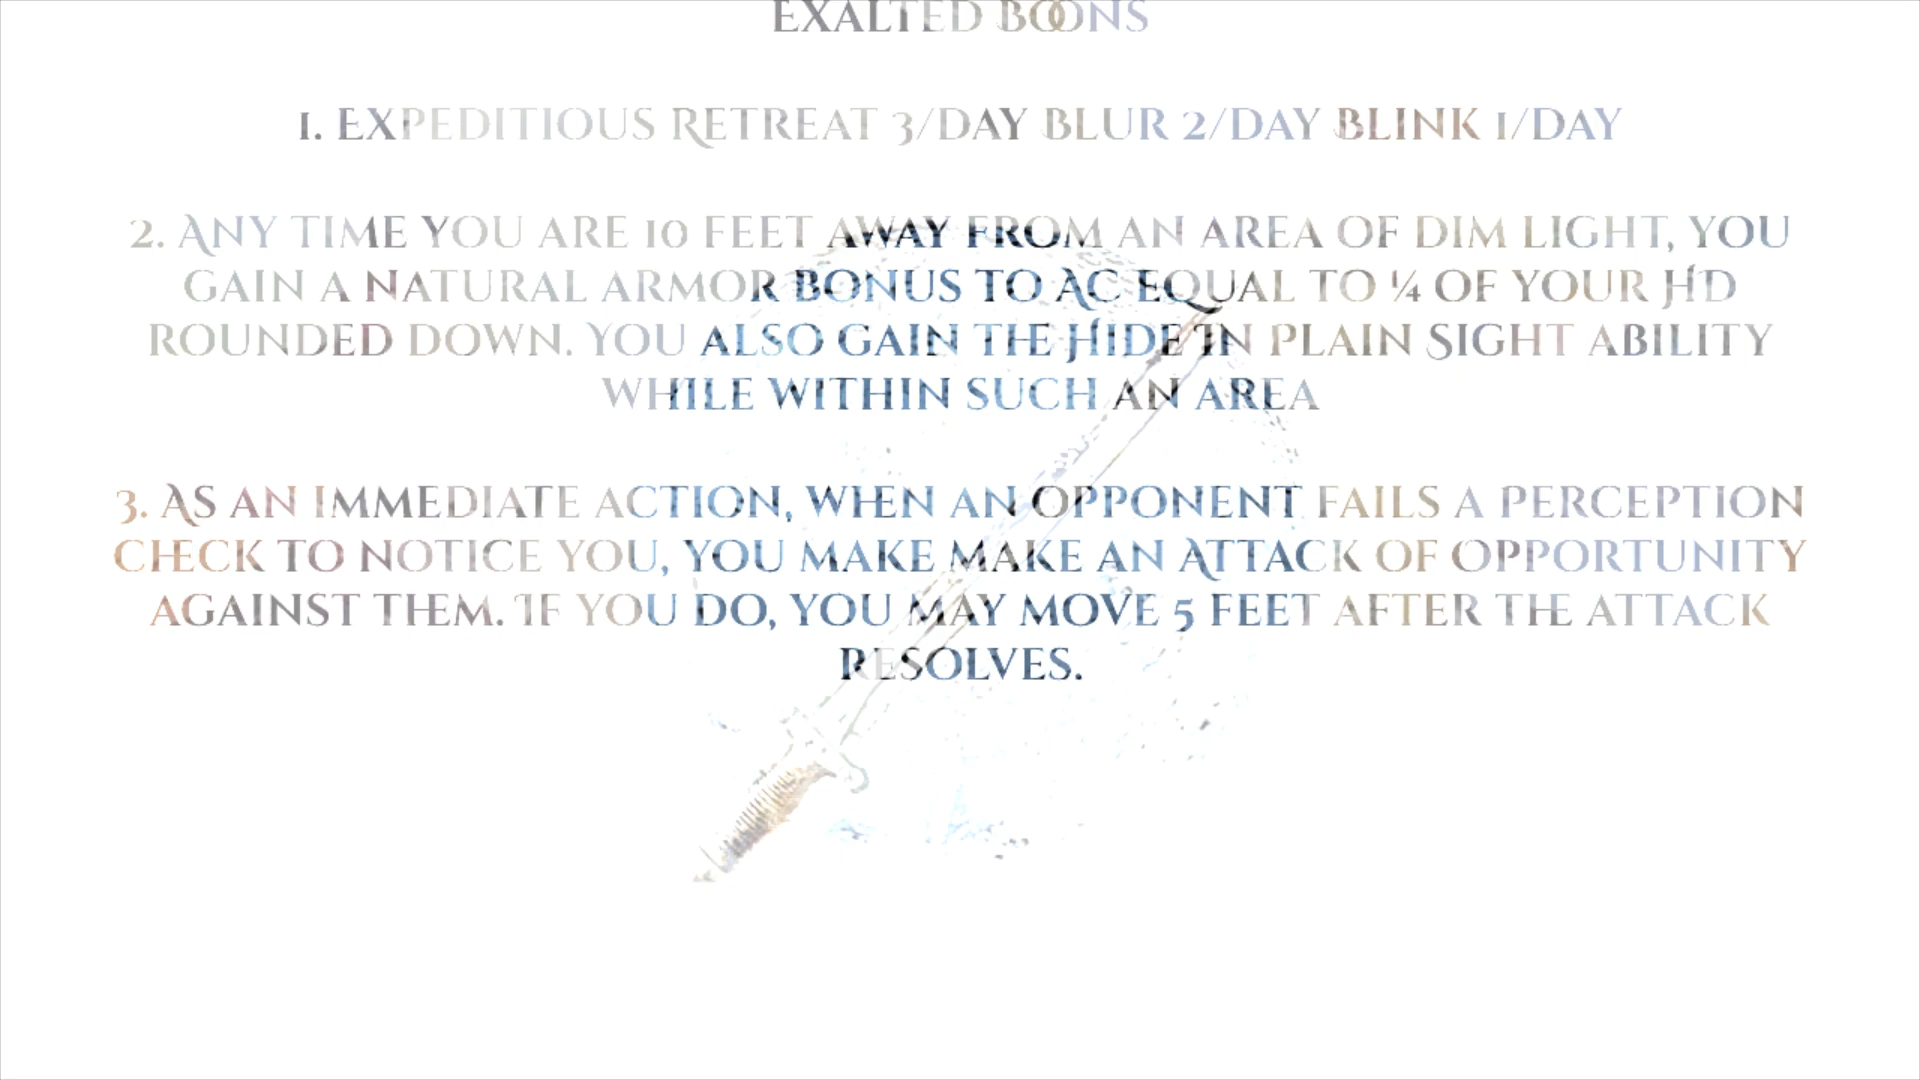 Exalted Boons
1. Expeditious Retreat 3/day Blur 2/day Blink 1/day
2. Any time you are 10 feet away from an area of dim light, you
gain a natural armor bonus to AC equal to ¼ of your HD
rounded down. You also gain the Hide in Plain Sight ability
while within such an area
3. As an immediate action, when an opponent fails a Perception
check to notice you, you make make an Attack of Opportunity
against them. If you do, you may move 5 feet after the attack
resolves.